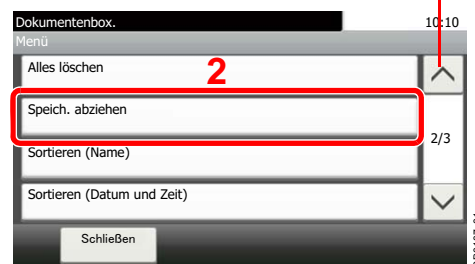 Dokumentenbox. 10:10
Menü
Alles löschen
2
Speich. abziehen
2/3
Sortieren (Name)
Sortieren (Datum und Zeit)
Schließen